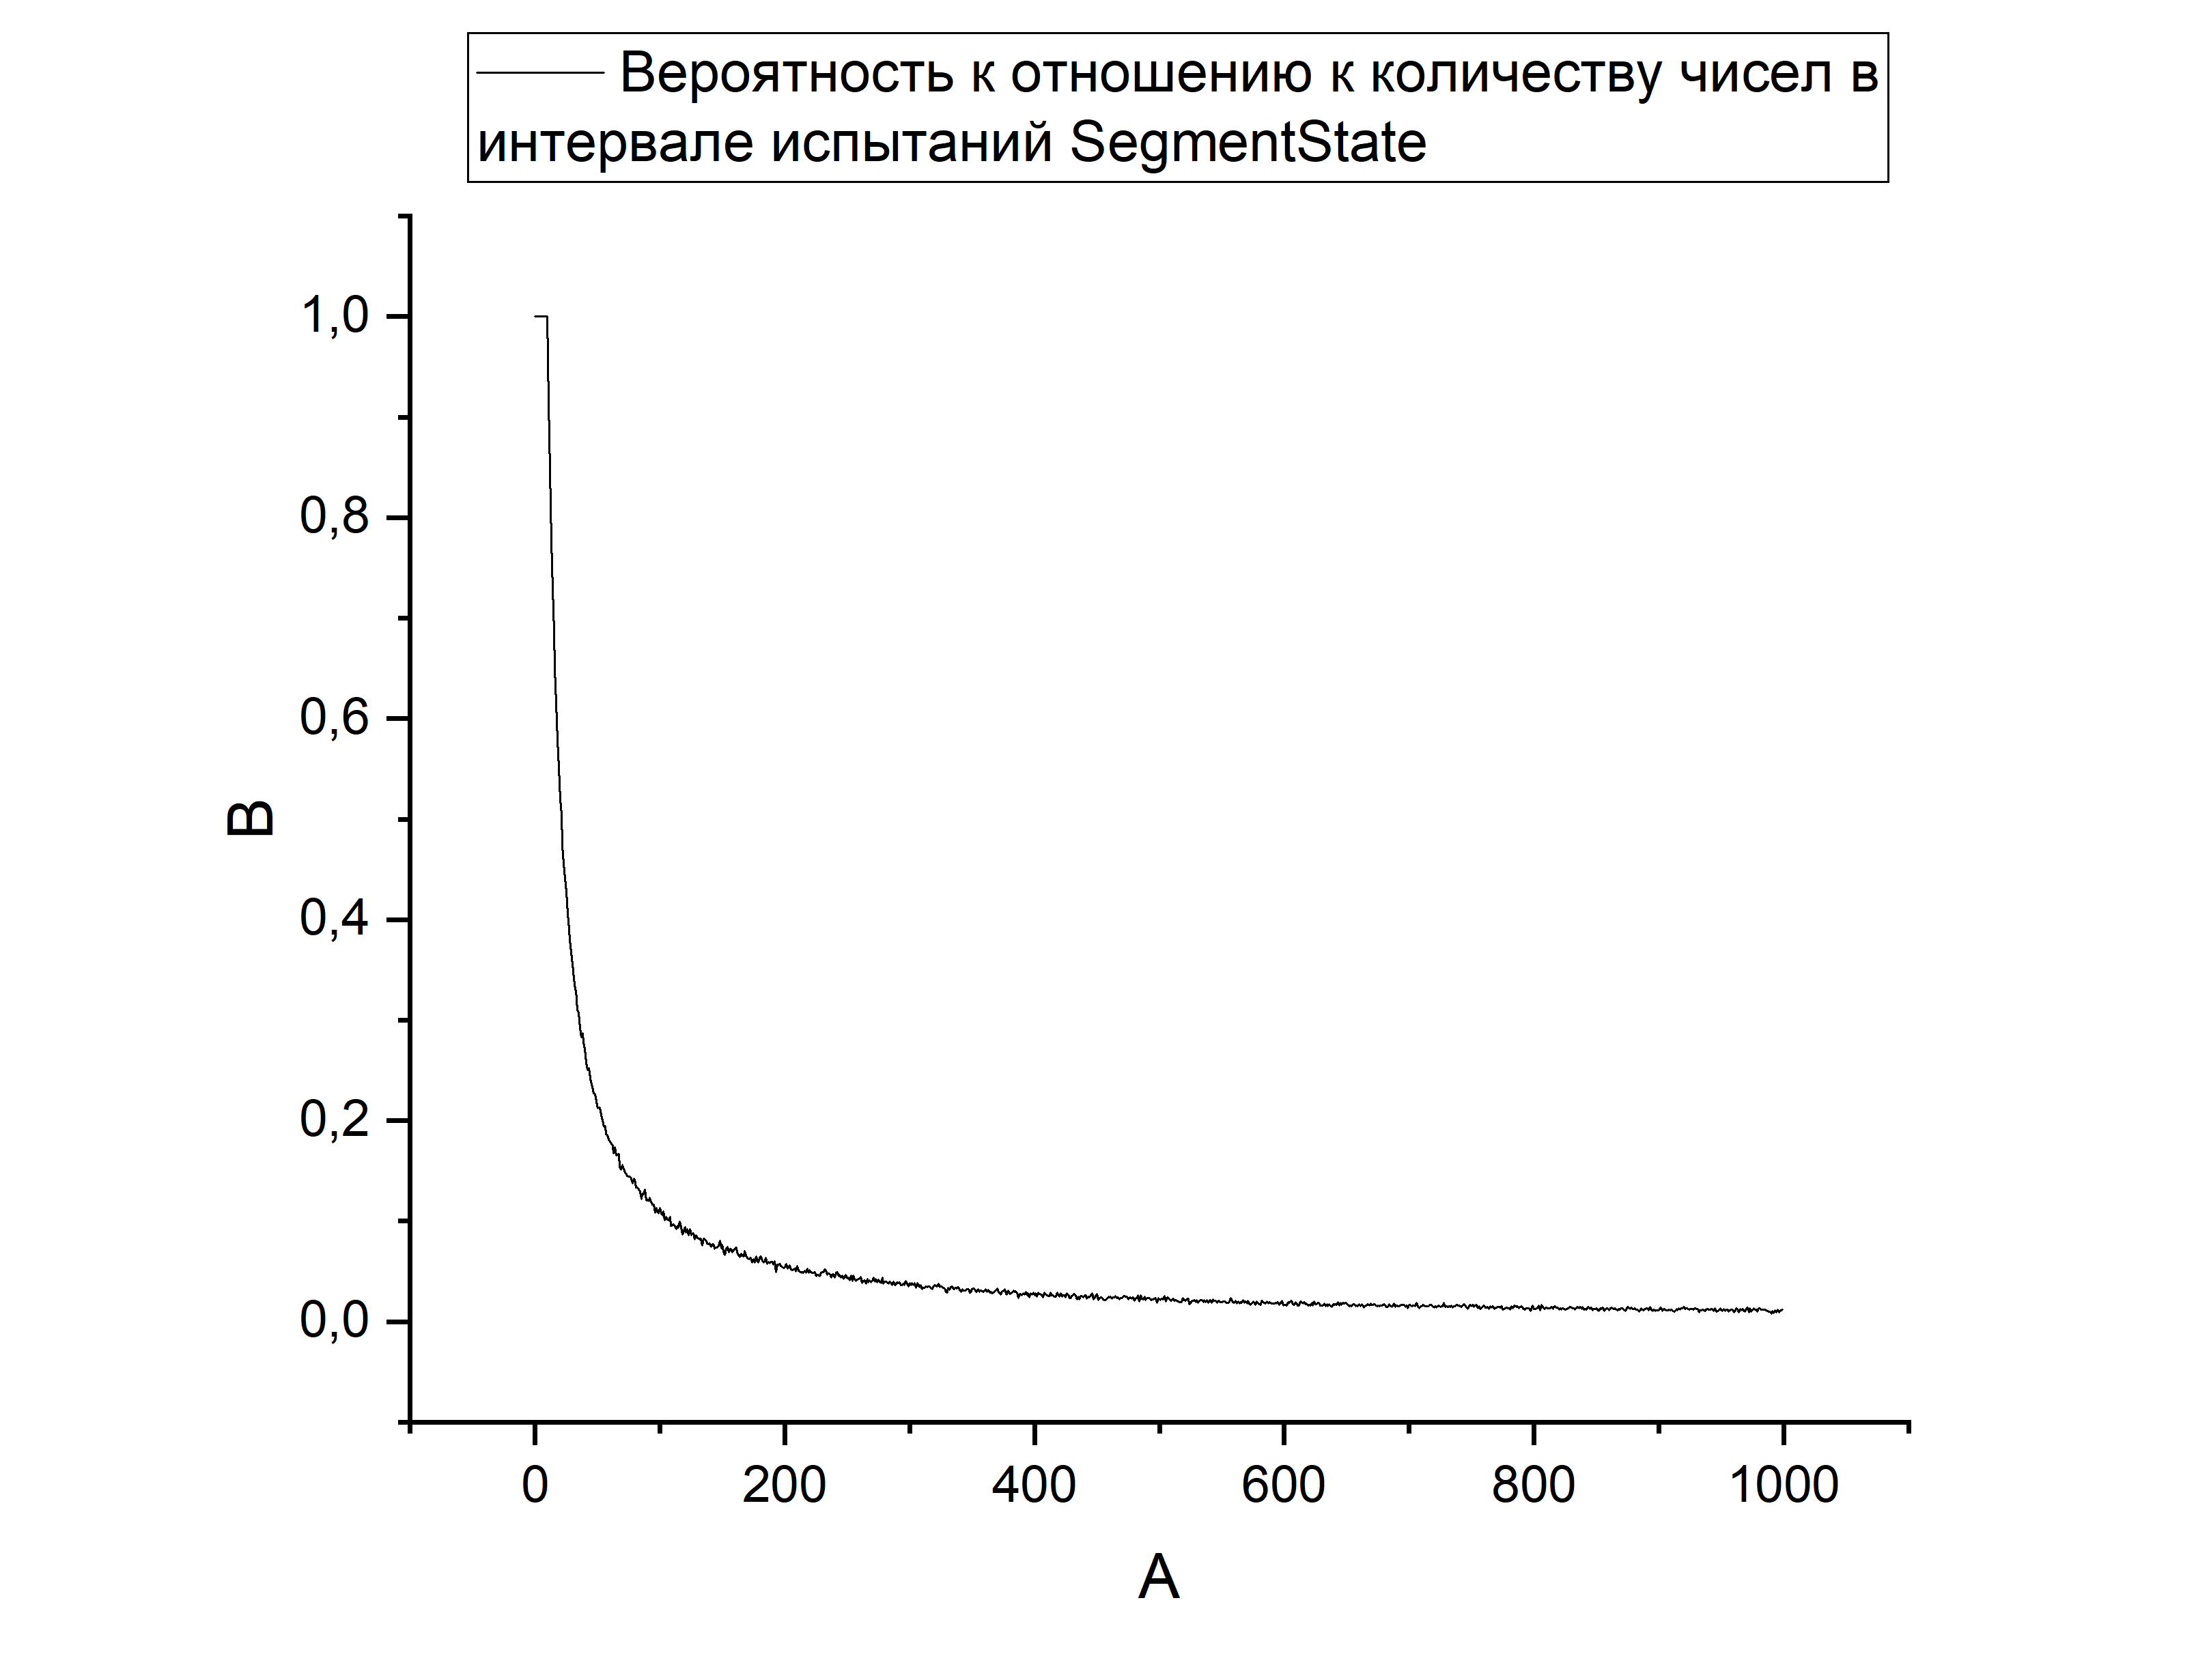 Вероятность к отношению к количеству чисел в
интервале испытаний SegmentState
1,0
0,8
0,6
0,4
0,2
0,0
B
0 200 400 600 800 1000
A